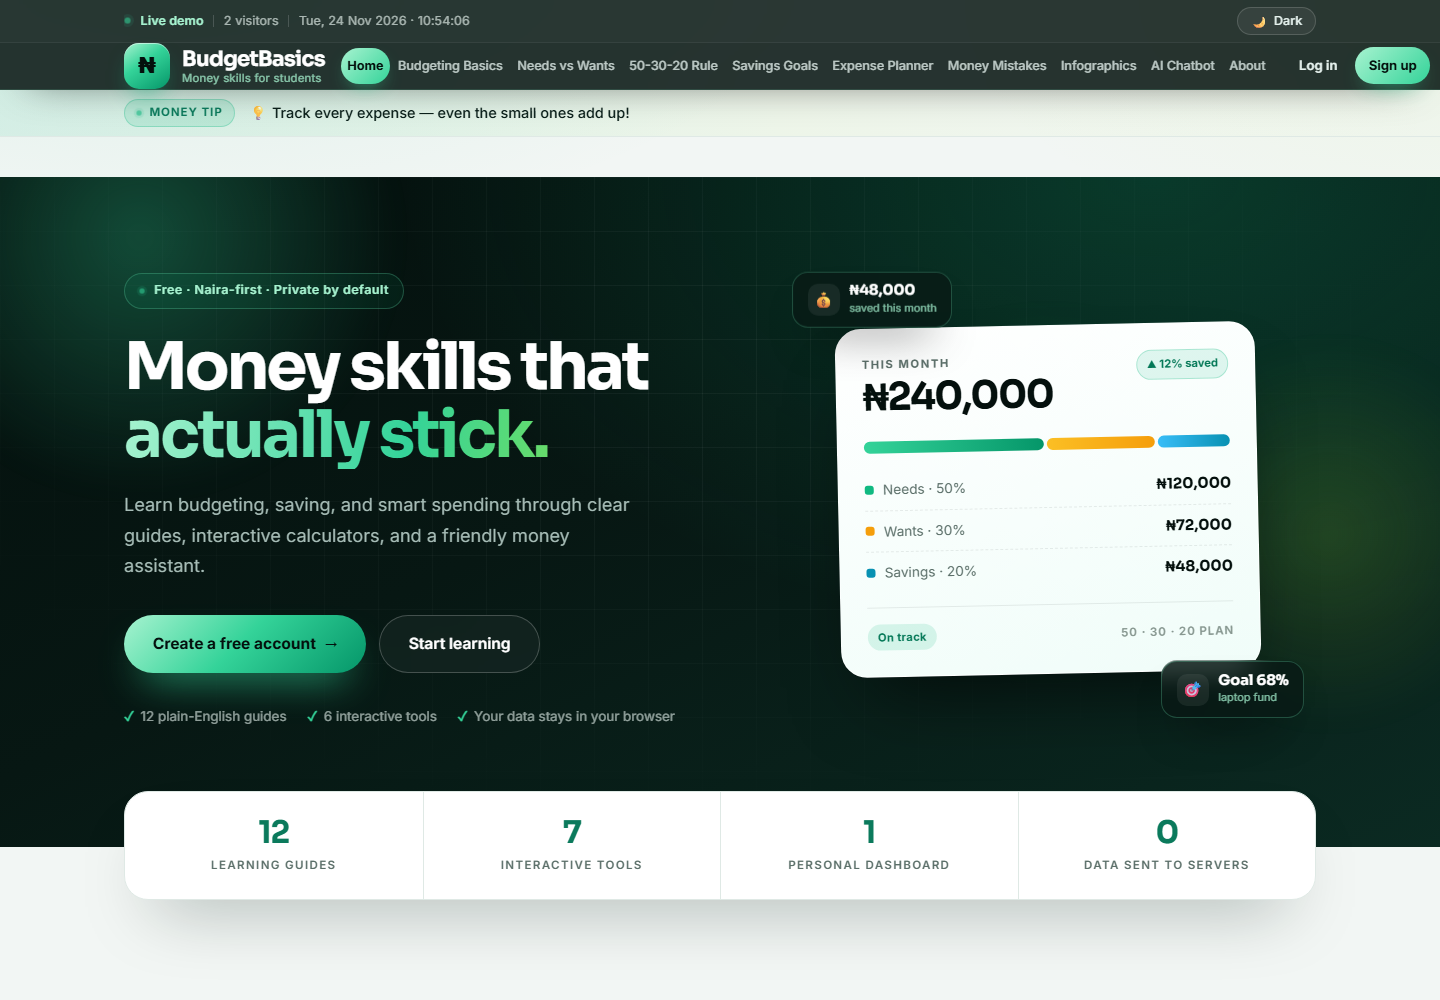 Live demo
2 visitors
Tue, 24 Nov 2026 · 10:54:06
🌙 Dark
₦
BudgetBasics
Money skills for students
Home
Budgeting Basics
Needs vs Wants
50-30-20 Rule
Savings Goals
Expense Planner
Money Mistakes
Infographics
AI Chatbot
About
Log in
Sign up
MONEY TIP
💡 Track every expense — even the small ones add up!
Free · Naira-first · Private by default
Money skills that
actually stick.
Learn budgeting, saving, and smart spending through clear
guides, interactive calculators, and a friendly money
assistant.
Create a free account →
Start learning
✓ 12 plain-English guides
✓ 6 interactive tools
✓ Your data stays in your browser
₦48,000
saved this month
THIS MONTH
₦240,000
▲ 12% saved
Needs · 50%
₦120,000
Wants · 30%
₦72,000
Savings · 20%
₦48,000
On track
50 · 30 · 20 PLAN
Goal 68%
laptop fund
12
LEARNING GUIDES
7
INTERACTIVE TOOLS
1
PERSONAL DASHBOARD
0
DATA SENT TO SERVERS